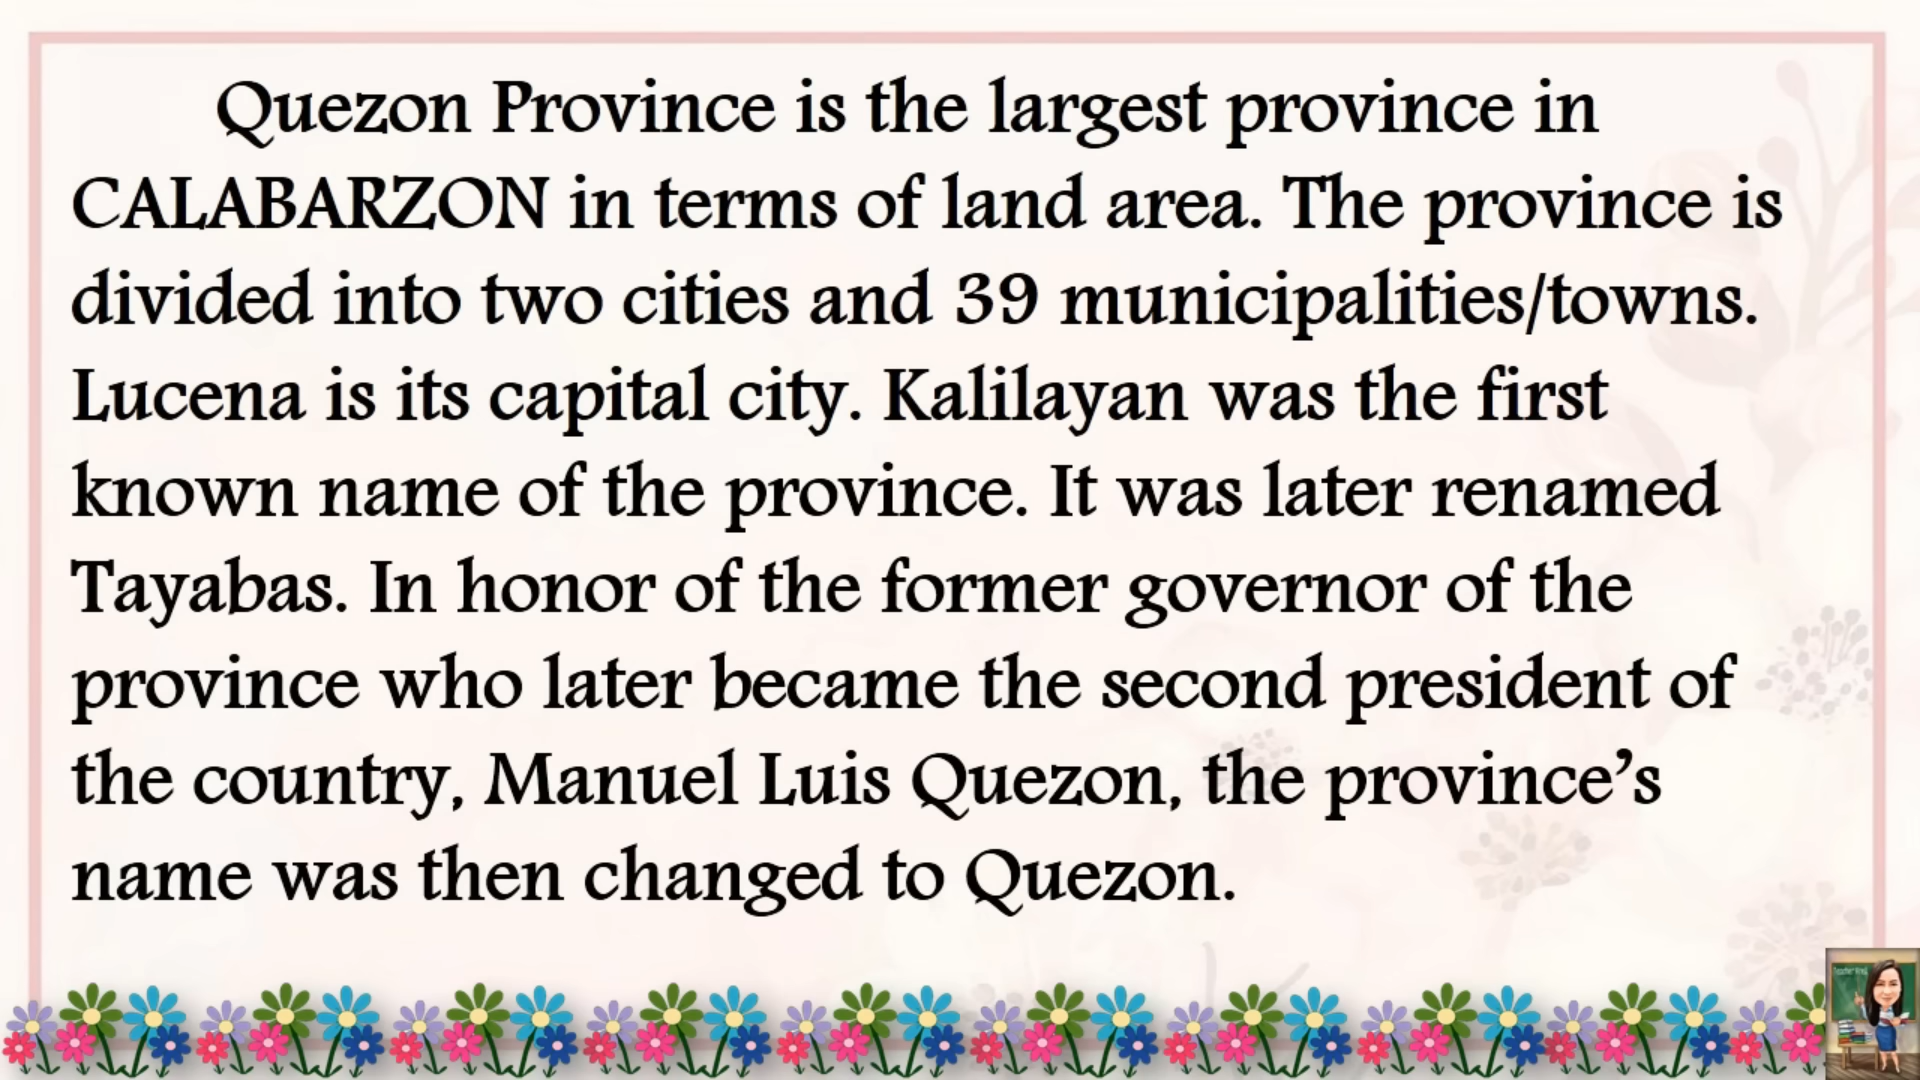 Quezon Province is the largest province in
CALABARZON in terms of land area. The province is
divided into two cities and 39 municipalities/towns.
Lucena is its capital city. Kalilayan was the first
known name of the province. It was later renamed
Tayabas. In honor of the former governor of the
province who later became the second president of
the country, Manuel Luis Quezon, the province’s
name was then changed to Quezon.